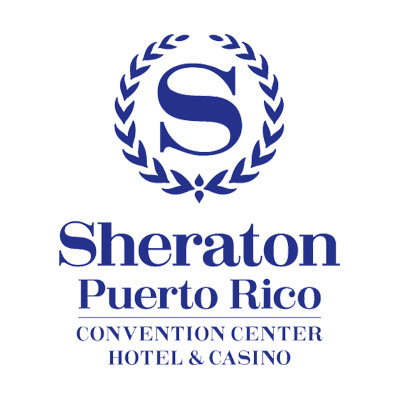 S
Sheraton
Puerto Rico
CONVENTION CENTER
HOTEL & CASINO